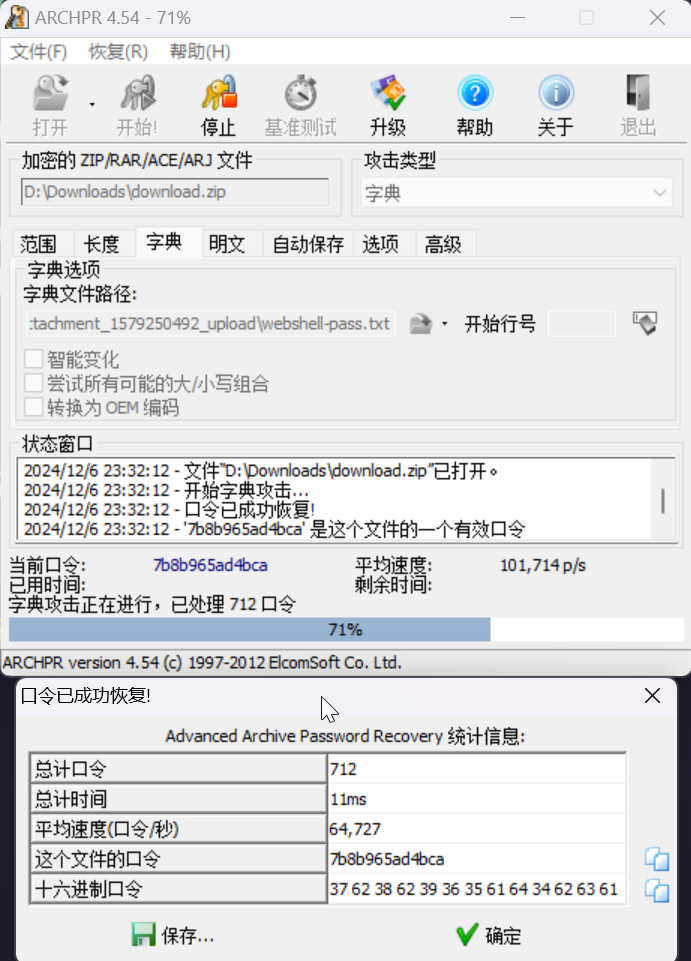 ARCHPR 4.54 - 71%
文件(F) 恢复(R) 帮助(H)
打开 开始! 停止 基准测试 升级 帮助 关于 退出
加密的 ZIP/RAR/ACE/ARJ 文件 攻击类型
D:\Downloads\download.zip 字典
范围 长度 字典 明文 自动保存 选项 高级
字典选项
字典文件路径:
:tachment_1579250492_upload\webshell-pass.txt 开始行号
智能变化
尝试所有可能的大/小写组合
转换为 OEM 编码
状态窗口
2024/12/6 23:32:12 - 文件"D:\Downloads\download.zip"已打开。
2024/12/6 23:32:12 - 开始字典攻击...
2024/12/6 23:32:12 - 口令已成功恢复!
2024/12/6 23:32:12 - '7b8b965ad4bca' 是这个文件的一个有效口令
当前口令: 7b8b965ad4bca 平均速度: 101,714 p/s
已用时间: 剩余时间:
字典攻击正在进行，已处理 712 口令
71%
ARCHPR version 4.54 (c) 1997-2012 ElcomSoft Co. Ltd.
口令已成功恢复!
Advanced Archive Password Recovery 统计信息:
总计口令 712
总计时间 11ms
平均速度(口令/秒) 64,727
这个文件的口令 7b8b965ad4bca
十六进制口令 37 62 38 62 39 36 35 61 64 34 62 63 61
保存... 确定